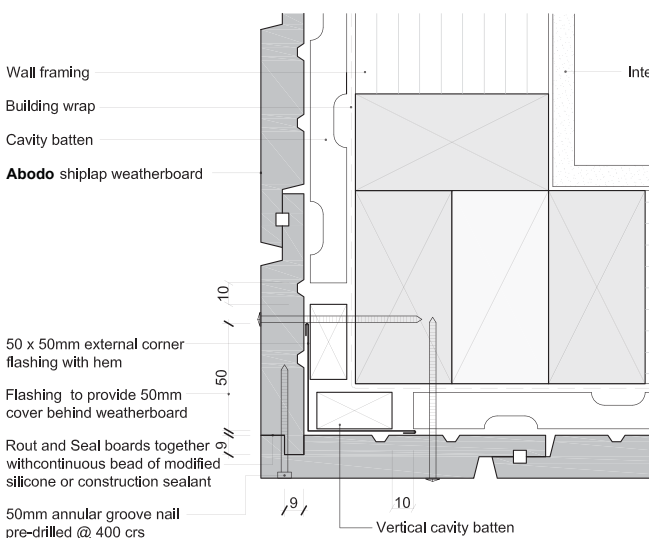 Wall framing
Inte
Building wrap
Cavity batten
Abodo shiplap weatherboard
10
50 x 50mm external corner
flashing with hem
50
Flashing to provide 50mm
cover behind weatherboard
9
Rout and Seal boards together
withcontinuous bead of modified
silicone or construction sealant
50mm annular groove nail
pre-drilled @ 400 crs
9
10
Vertical cavity batten